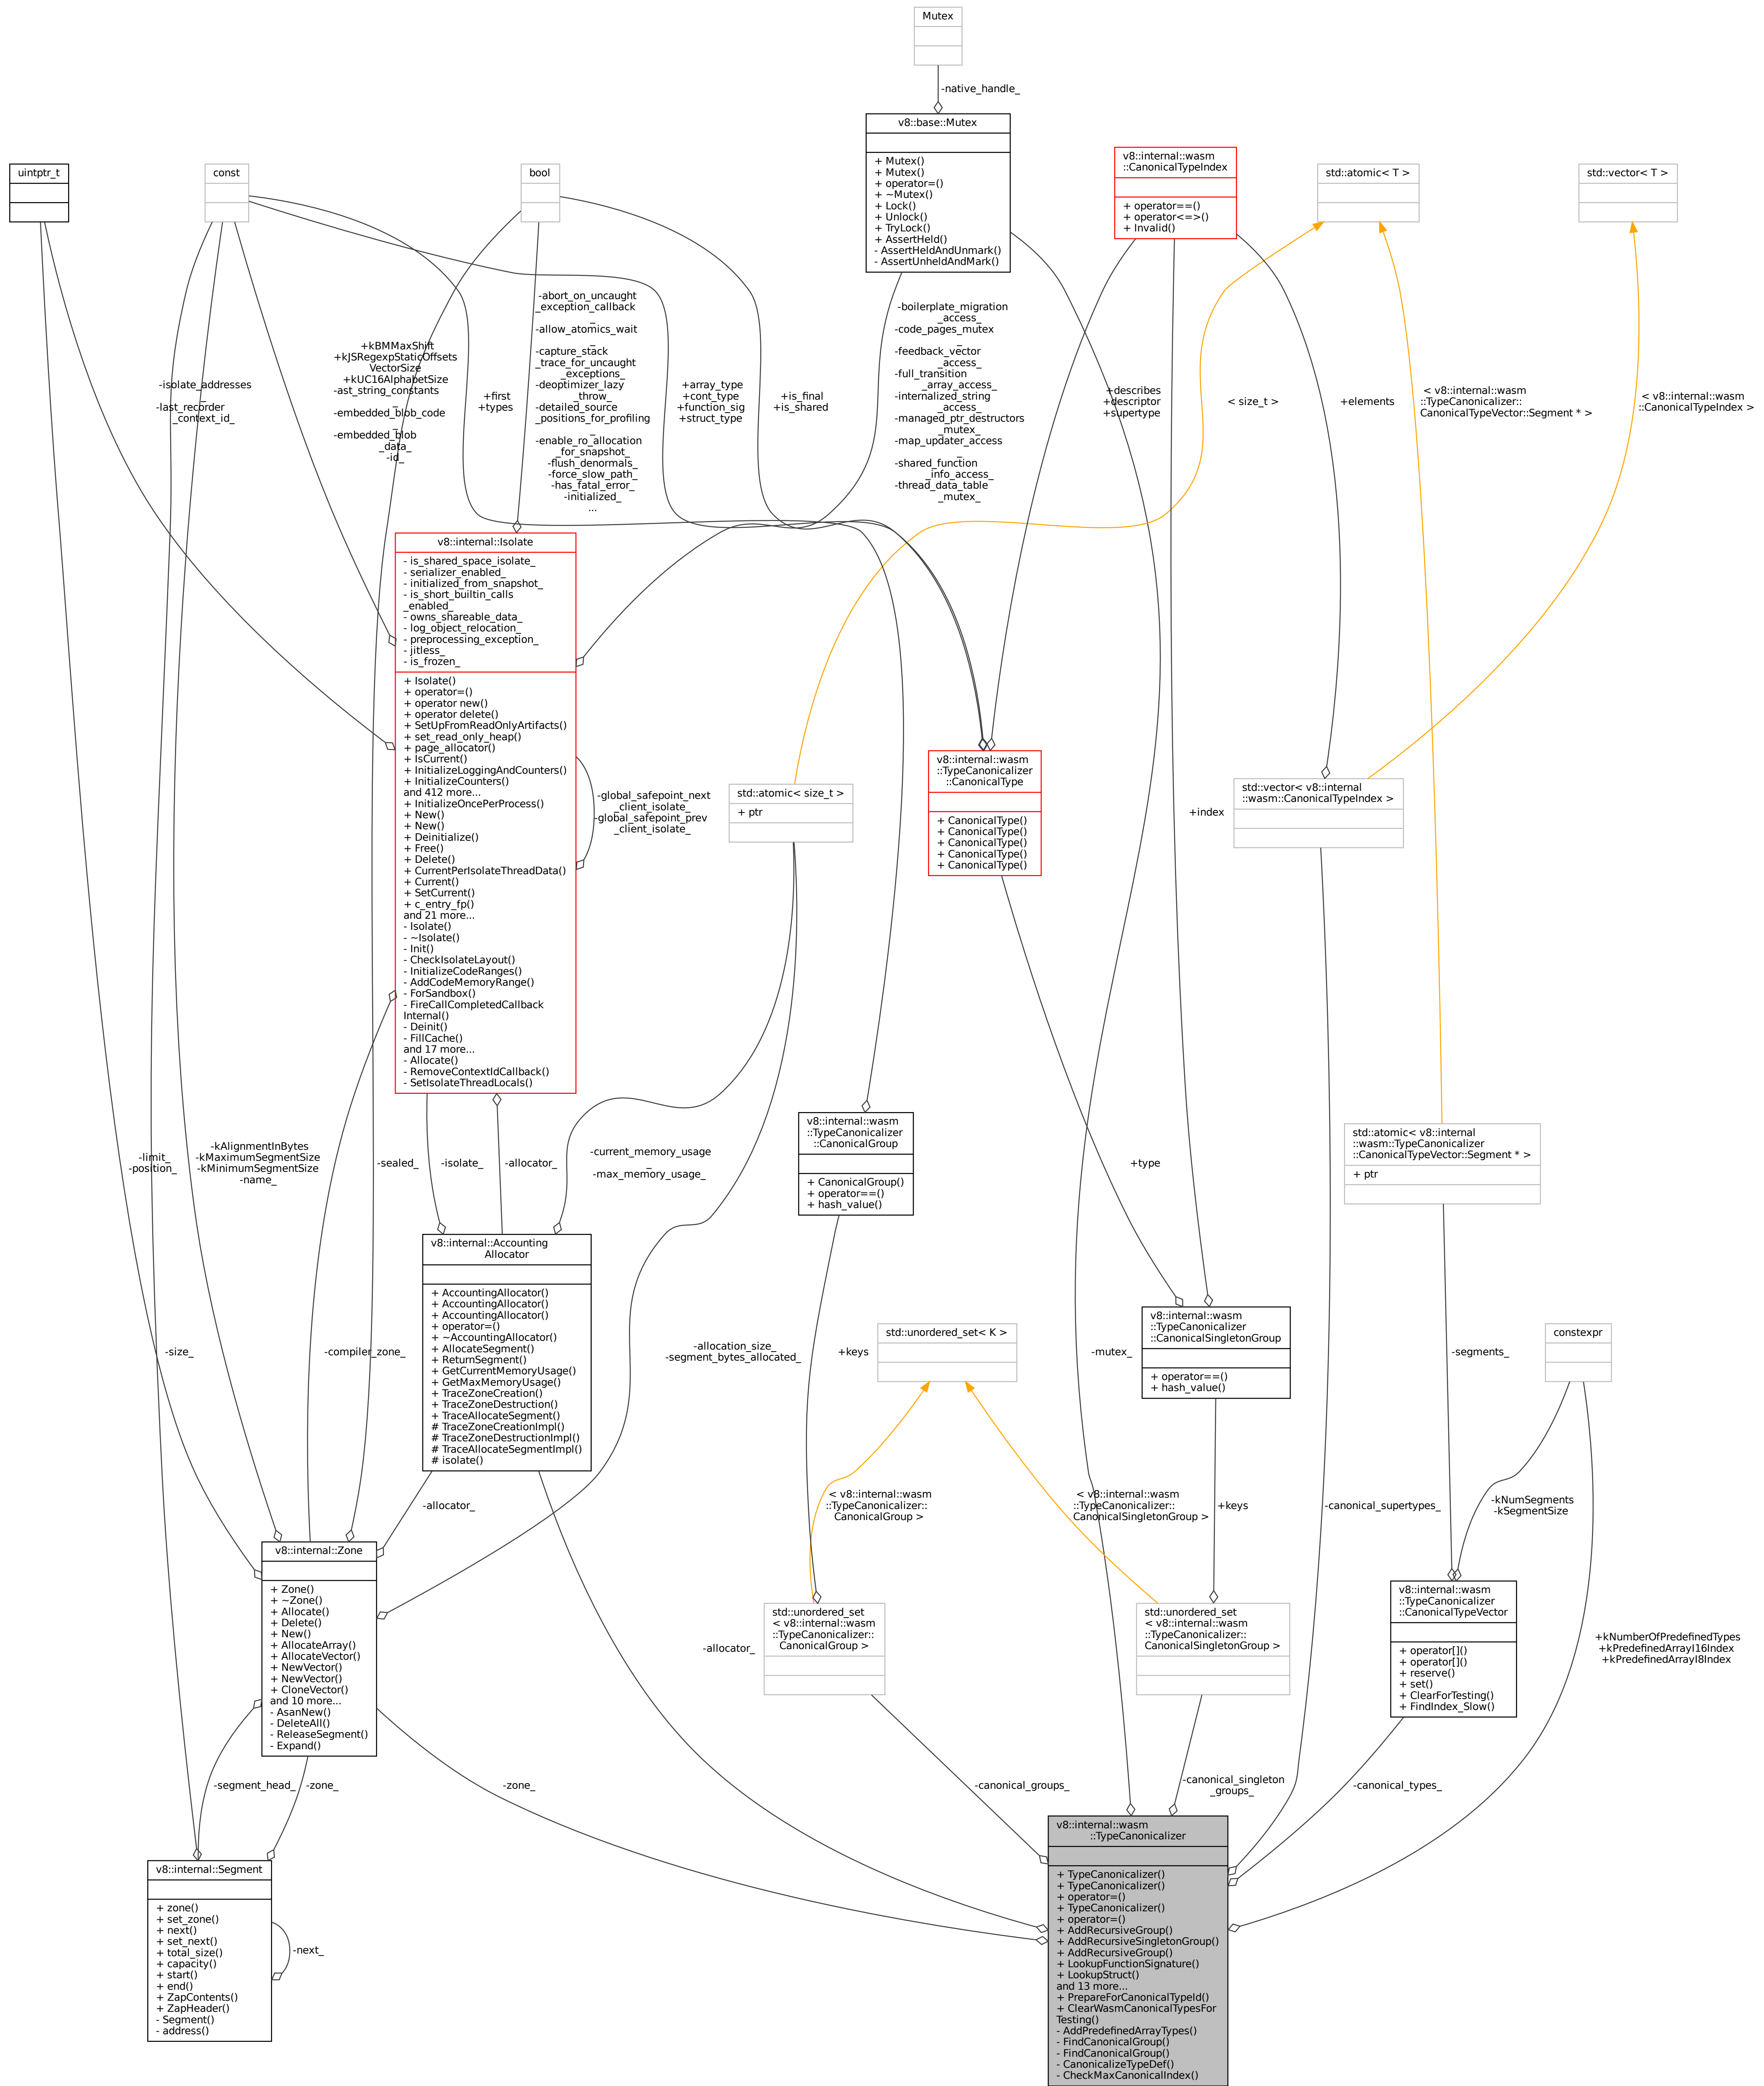 Mutex
-native_handle_
v8::base::Mutex
+ Mutex()
+ Mutex()
+ operator=()
+ ~Mutex()
+ Lock()
+ Unlock()
+ TryLock()
+ AssertHeld()
- AssertHeldAndUnmark()
- AssertUnheldAndMark()
uintptr_t
const
bool
v8::internal::wasm
::CanonicalTypeIndex
+ operator==()
+ operator<=>()
+ Invalid()
std::atomic< T >
std::vector< T >
-isolate_addresses
_
-last_recorder
_context_id_
+kBMMaxShift
+kJSRegexpStaticOffsets
VectorSize
+kUC16AlphabetSize
-ast_string_constants
_
-embedded_blob_code
_
-embedded_blob
_data_
-id_
+first
+types
-abort_on_uncaught
_exception_callback
_
-allow_atomics_wait
_
-capture_stack
_trace_for_uncaught
_exceptions_
-deoptimizer_lazy
_throw_
-detailed_source
_positions_for_profiling
_
-enable_ro_allocation
_for_snapshot_
-flush_denormals_
-force_slow_path_
-has_fatal_error_
-initialized_
...
+array_type
+cont_type
+function_sig
+struct_type
+is_final
+is_shared
-boilerplate_migration
_access_
-code_pages_mutex
_
-feedback_vector
_access_
-full_transition
_array_access_
-internalized_string
_access_
-managed_ptr_destructors
_mutex_
-map_updater_access
_
-shared_function
_info_access_
-thread_data_table
_mutex_
+describes
+descriptor
+supertype
< size_t >
+elements
< v8::internal::wasm
::TypeCanonicalizer::
CanonicalTypeVector::Segment * >
< v8::internal::wasm
::CanonicalTypeIndex >
v8::internal::Isolate
- is_shared_space_isolate_
- serializer_enabled_
- initialized_from_snapshot_
- is_short_builtin_calls
_enabled_
- owns_shareable_data_
- log_object_relocation_
- preprocessing_exception_
- jitless_
- is_frozen_
+ Isolate()
+ operator=()
+ operator new()
+ operator delete()
+ SetUpFromReadOnlyArtifacts()
+ set_read_only_heap()
+ page_allocator()
+ IsCurrent()
+ InitializeLoggingAndCounters()
+ InitializeCounters()
and 412 more...
+ InitializeOncePerProcess()
+ New()
+ New()
+ Deinitialize()
+ Free()
+ Delete()
+ CurrentPerIsolateThreadData()
+ Current()
+ SetCurrent()
+ c_entry_fp()
and 21 more...
- Isolate()
- ~Isolate()
- Init()
- CheckIsolateLayout()
- InitializeCodeRanges()
- AddCodeMemoryRange()
- ForSandbox()
- FireCallCompletedCallback
Internal()
- Deinit()
- FillCache()
and 17 more...
- Allocate()
- RemoveContextIdCallback()
- SetIsolateThreadLocals()
-global_safepoint_next
_client_isolate_
-global_safepoint_prev
_client_isolate_
std::atomic< size_t >
+ ptr
v8::internal::wasm
::TypeCanonicalizer
::CanonicalType
+ CanonicalType()
+ CanonicalType()
+ CanonicalType()
+ CanonicalType()
+ CanonicalType()
+index
std::vector< v8::internal
::wasm::CanonicalTypeIndex >
-limit_
-position_
-kAlignmentInBytes
-kMaximumSegmentSize
-kMinimumSegmentSize
-name_
-sealed_
-isolate_
-allocator_
-current_memory_usage
_
-max_memory_usage_
v8::internal::wasm
::TypeCanonicalizer
::CanonicalGroup
+ CanonicalGroup()
+ operator==()
+ hash_value()
+type
std::atomic< v8::internal
::wasm::TypeCanonicalizer
::CanonicalTypeVector::Segment * >
+ ptr
v8::internal::Accounting
Allocator
+ AccountingAllocator()
+ AccountingAllocator()
+ AccountingAllocator()
+ operator=()
+ ~AccountingAllocator()
+ AllocateSegment()
+ ReturnSegment()
+ GetCurrentMemoryUsage()
+ GetMaxMemoryUsage()
+ TraceZoneCreation()
+ TraceZoneDestruction()
+ TraceAllocateSegment()
# TraceZoneCreationImpl()
# TraceZoneDestructionImpl()
# TraceAllocateSegmentImpl()
# isolate()
-size_
-compiler_zone_
-allocation_size_
-segment_bytes_allocated_
+keys
std::unordered_set< K >
-mutex_
v8::internal::wasm
::TypeCanonicalizer
::CanonicalSingletonGroup
+ operator==()
+ hash_value()
-segments_
constexpr
-allocator_
< v8::internal::wasm
::TypeCanonicalizer::
CanonicalGroup >
< v8::internal::wasm
::TypeCanonicalizer::
CanonicalSingletonGroup >
+keys
-canonical_supertypes_
-kNumSegments
-kSegmentSize
v8::internal::Zone
+ Zone()
+ ~Zone()
+ Allocate()
+ Delete()
+ New()
+ AllocateArray()
+ AllocateVector()
+ NewVector()
+ NewVector()
+ CloneVector()
and 10 more...
- AsanNew()
- DeleteAll()
- ReleaseSegment()
- Expand()
-allocator_
std::unordered_set
< v8::internal::wasm
::TypeCanonicalizer::
CanonicalGroup >
std::unordered_set
< v8::internal::wasm
::TypeCanonicalizer::
CanonicalSingletonGroup >
v8::internal::wasm
::TypeCanonicalizer
::CanonicalTypeVector
+ operator[]()
+ operator[]()
+ reserve()
+ set()
+ ClearForTesting()
+ FindIndex_Slow()
+kNumberOfPredefinedTypes
+kPredefinedArrayI16Index
+kPredefinedArrayI8Index
-segment_head_
-zone_
-zone_
-canonical_groups_
-canonical_singleton
_groups_
-canonical_types_
v8::internal::Segment
+ zone()
+ set_zone()
+ next()
+ set_next()
+ total_size()
+ capacity()
+ start()
+ end()
+ ZapContents()
+ ZapHeader()
- Segment()
- address()
-next_
v8::internal::wasm
::TypeCanonicalizer
+ TypeCanonicalizer()
+ TypeCanonicalizer()
+ operator=()
+ TypeCanonicalizer()
+ operator=()
+ AddRecursiveGroup()
+ AddRecursiveSingletonGroup()
+ AddRecursiveGroup()
+ LookupFunctionSignature()
+ LookupStruct()
and 13 more...
+ PrepareForCanonicalTypeId()
+ ClearWasmCanonicalTypesFor
Testing()
- AddPredefinedArrayTypes()
- FindCanonicalGroup()
- FindCanonicalGroup()
- CanonicalizeTypeDef()
- CheckMaxCanonicalIndex()